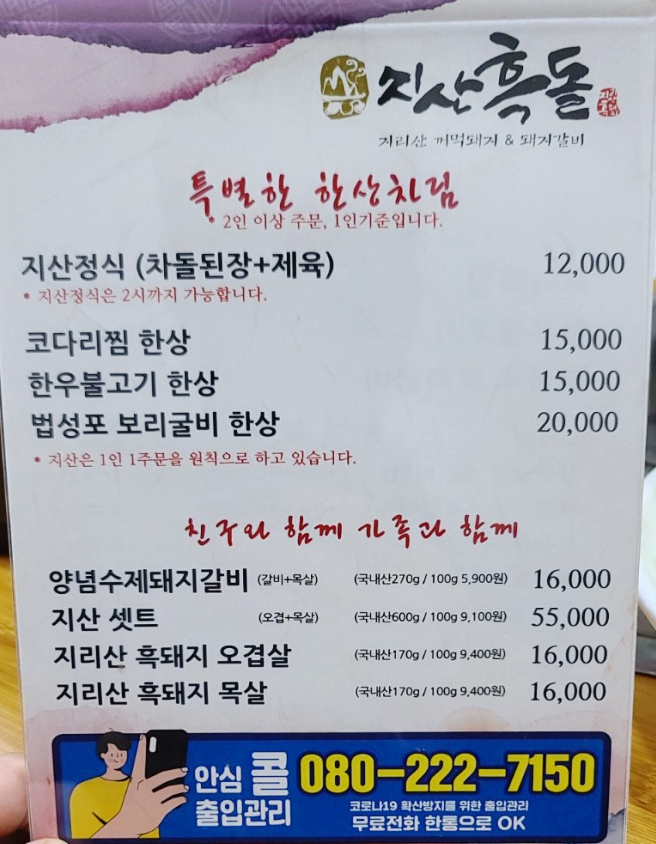 지산흑돌
지리산 꺼먹돼지 & 돼지갈비
특별한 한상차림
* 2인 이상 주문, 1인기준입니다.
지산정식 (차돌된장+제육) 12,000
* 지산정식은 2시까지 가능합니다.
코다리찜 한상 15,000
한우불고기 한상 15,000
법성포 보리굴비 한상 20,000
* 지산은 1인 1주문을 원칙으로 하고 있습니다.
친구와 함께 가족과 함께
양념수제돼지갈비 (갈비+목살) (국내산270g / 100g 5,900원) 16,000
지산 셋트 (오겹+목살) (국내산600g / 100g 9,100원) 55,000
지리산 흑돼지 오겹살 (국내산170g / 100g 9,400원) 16,000
지리산 흑돼지 목살 (국내산170g / 100g 9,400원) 16,000
안심 콜 080-222-7150
출입관리
코로나19 확산방지를 위한 출입관리
무료전화 한통으로 OK